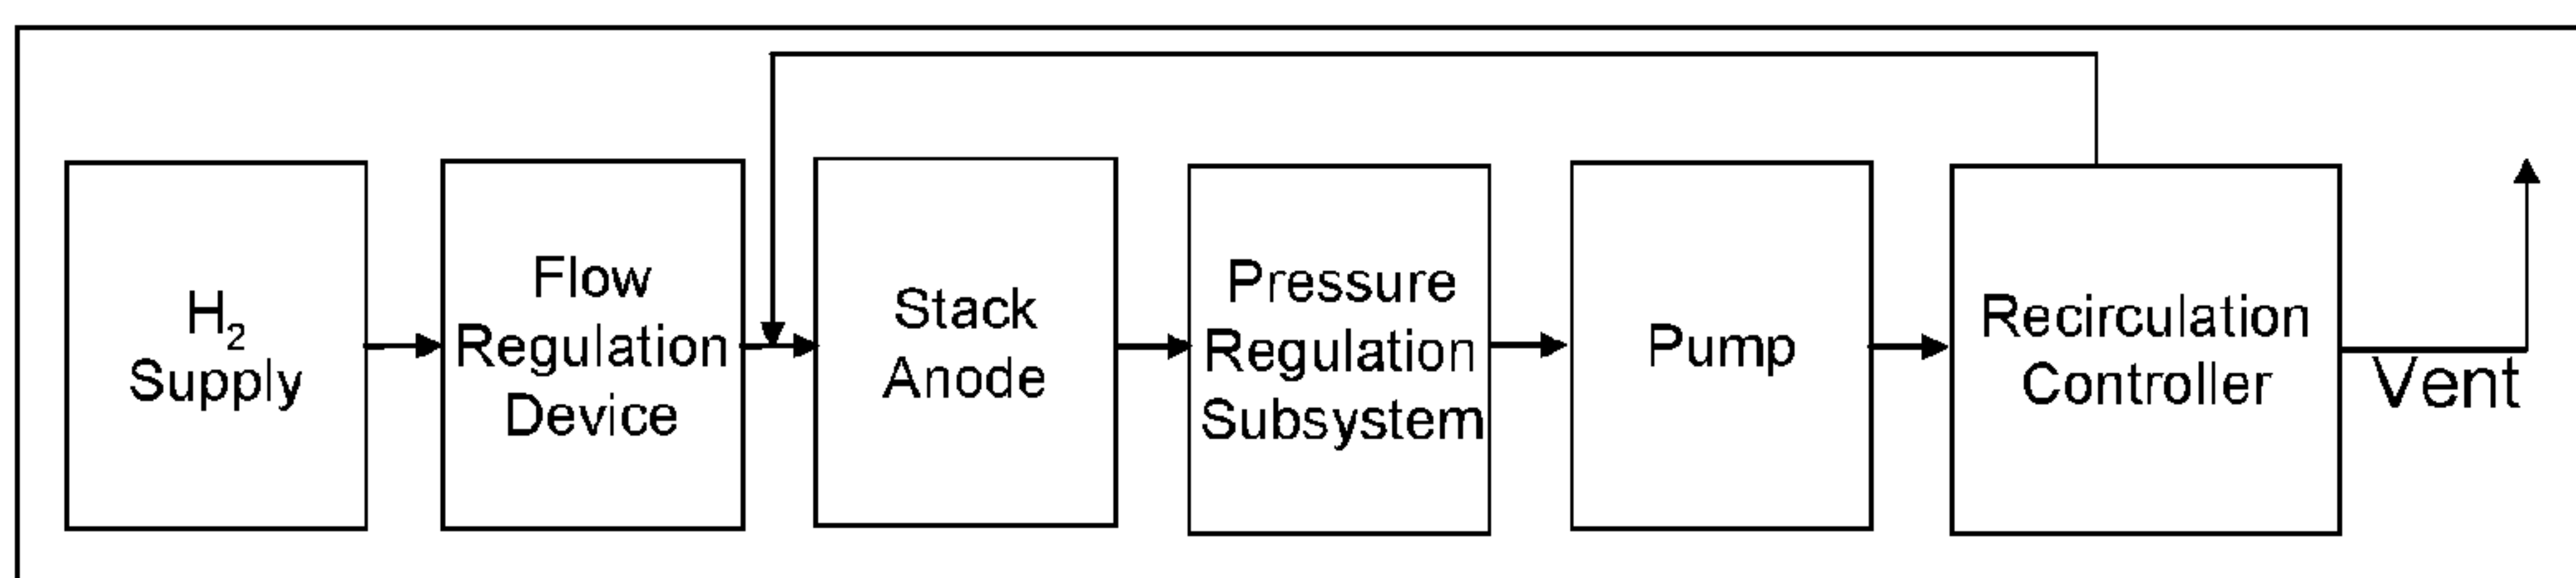 H₂
Supply
Flow
Regulation
Device
Stack
Anode
Pressure
Regulation
Subsystem
Pump
Recirculation
Controller
Vent